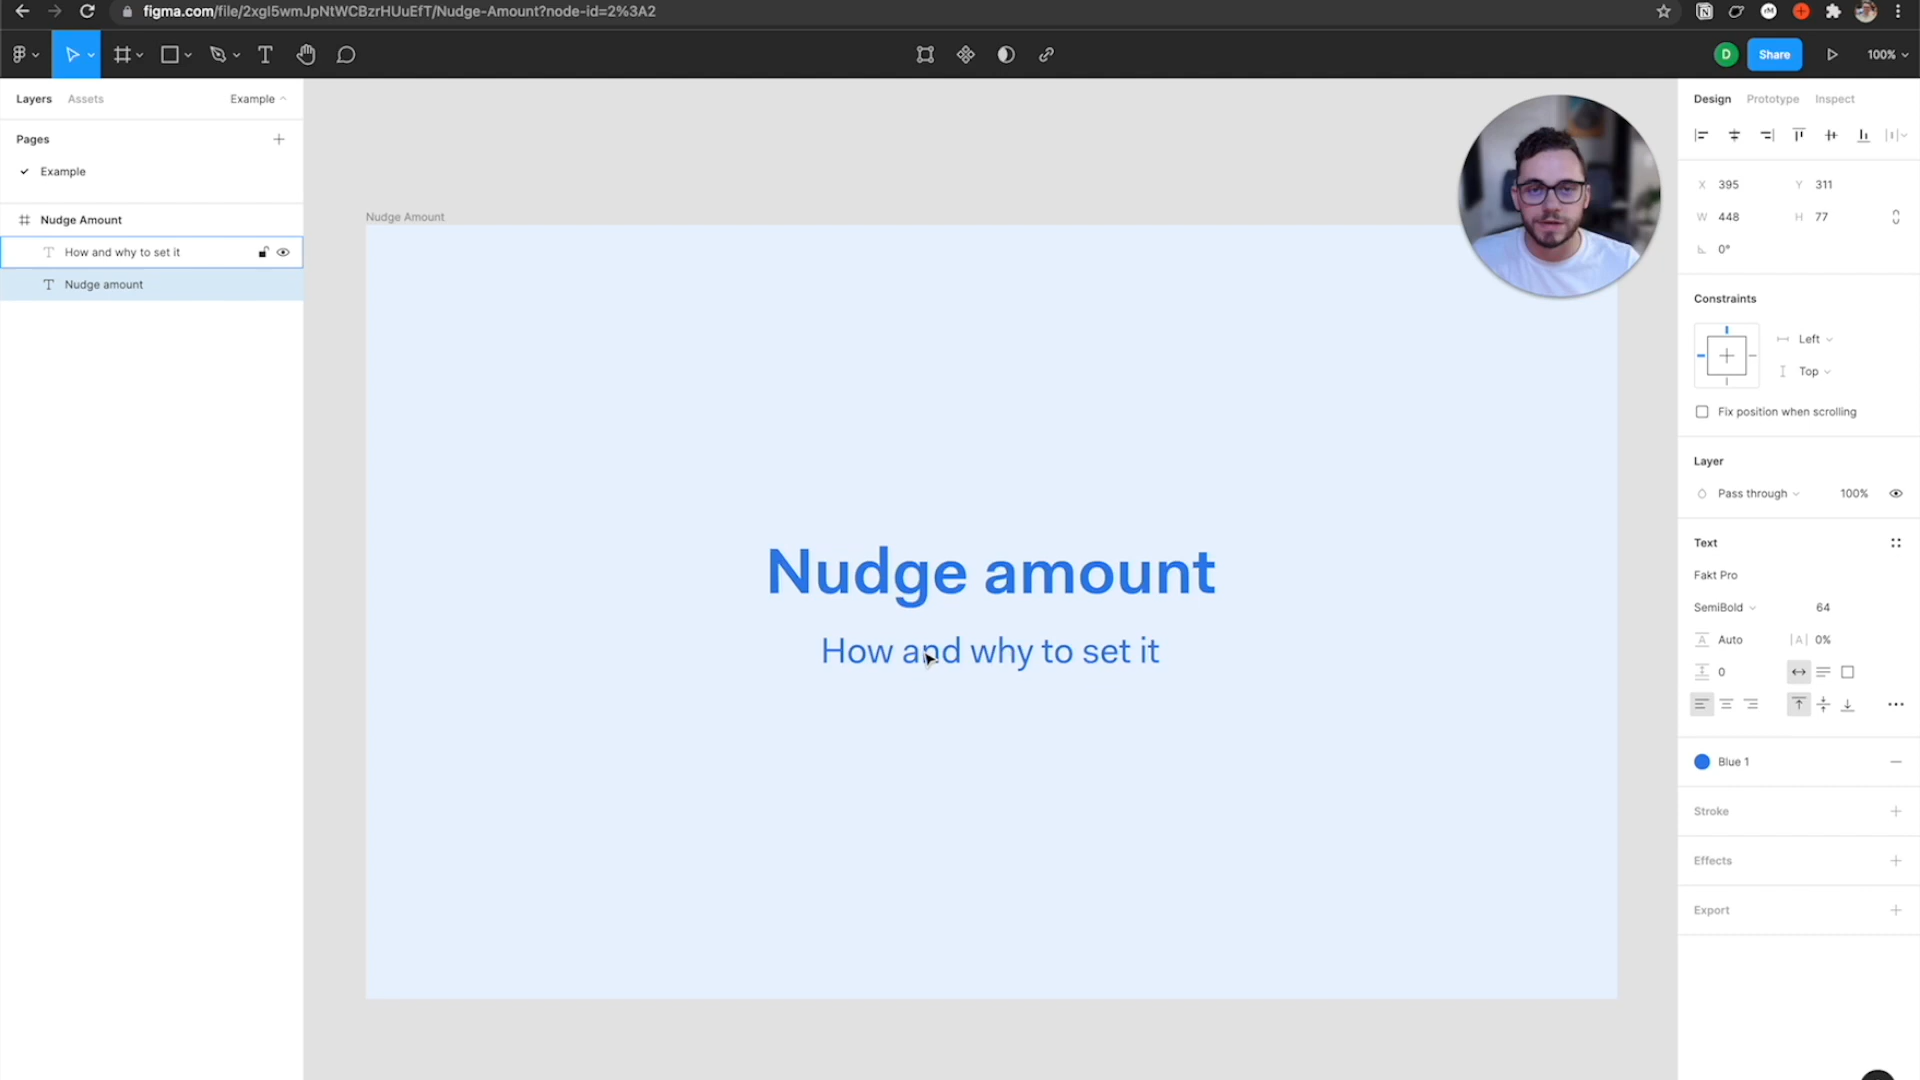 figma.com/file/2xgI5wmJpNtWCBzrHUuEfT/Nudge-Amount?node-id=2%3A2
D
Share
100%
Layers
Assets
Example
Pages
Example
Nudge Amount
How and why to set it
Nudge amount
Nudge Amount
Nudge amount
How and why to set it
Design
Prototype
Inspect
X 395
Y 311
W 448
H 77
0°
Constraints
Left
Top
Fix position when scrolling
Layer
Pass through
100%
Text
Fakt Pro
SemiBold
64
A Auto
|A| 0%
0
Blue 1
Stroke
Effects
Export